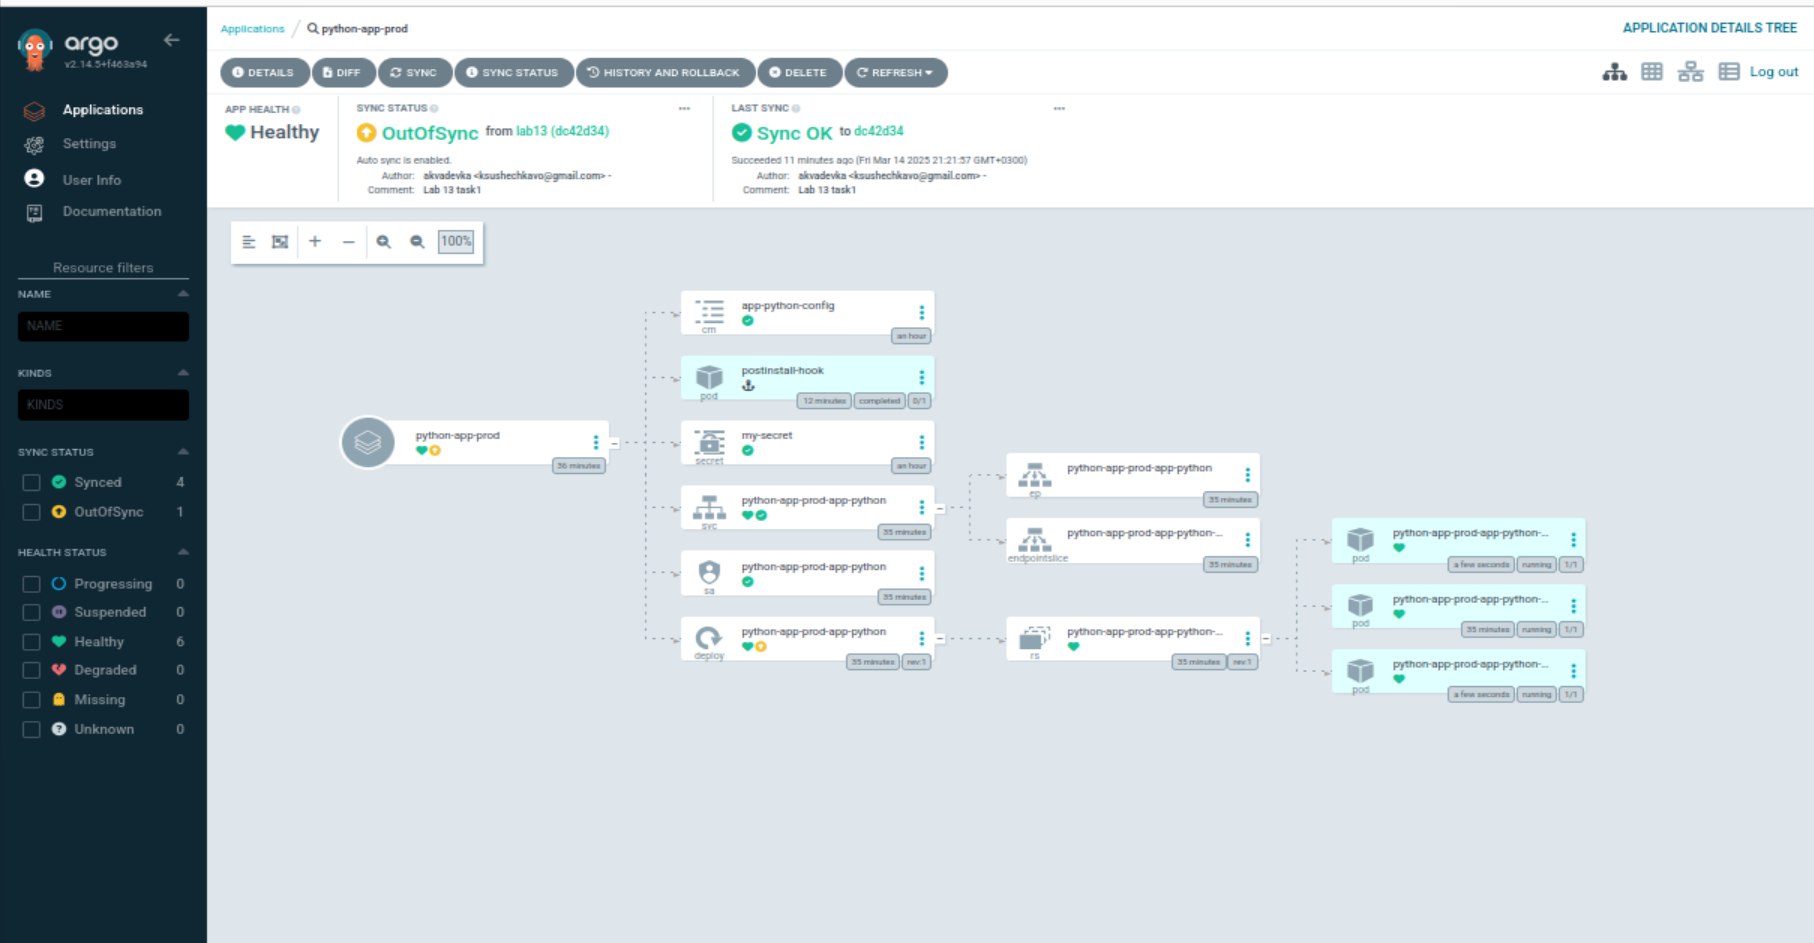 argo
v2.14.5+f463a94
Applications
Settings
User Info
Documentation
Resource filters
NAME
NAME
KINDS
KINDS
SYNC STATUS
Synced 4
OutOfSync 1
HEALTH STATUS
Progressing 0
Suspended 0
Healthy 6
Degraded 0
Missing 0
Unknown 0
Applications / python-app-prod
APPLICATION DETAILS TREE
DETAILS DIFF SYNC SYNC STATUS HISTORY AND ROLLBACK DELETE REFRESH
Log out
APP HEALTH
Healthy
SYNC STATUS
OutOfSync from lab13 (dc42d34)
Auto sync is enabled.
Author: akvadevka <ksushechkavo@gmail.com> -
Comment: Lab 13 task1
LAST SYNC
Sync OK to dc42d34
Succeeded 11 minutes ago (Fri Mar 14 2025 21:21:57 GMT+0300)
Author: akvadevka <ksushechkavo@gmail.com> -
Comment: Lab 13 task1
100%
python-app-prod
36 minutes
app-python-config
cm
an hour
postinstall-hook
pod
12 minutes completed 0/1
my-secret
secret
an hour
python-app-prod-app-python
svc
35 minutes
python-app-prod-app-python
sa
35 minutes
python-app-prod-app-python
deploy
35 minutes rev:1
python-app-prod-app-python
ep
35 minutes
python-app-prod-app-python-...
endpointslice
35 minutes
python-app-prod-app-python-...
rs
35 minutes rev:1
python-app-prod-app-python-...
pod
a few seconds running 1/1
python-app-prod-app-python-...
pod
35 minutes running 1/1
python-app-prod-app-python-...
pod
a few seconds running 1/1